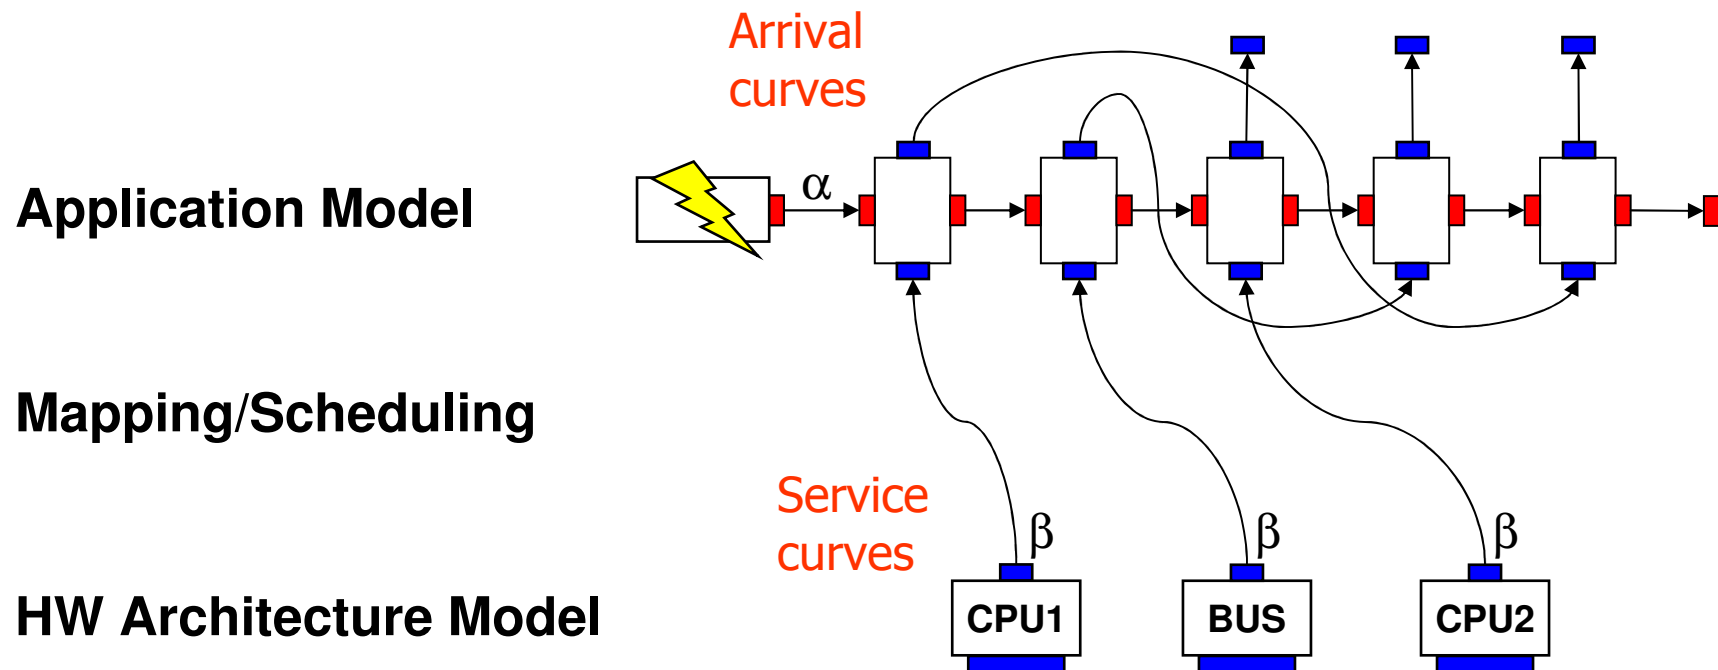 Arrival
curves
Application Model
α
Mapping/Scheduling
Service
curves
β
β
β
HW Architecture Model
CPU1
BUS
CPU2